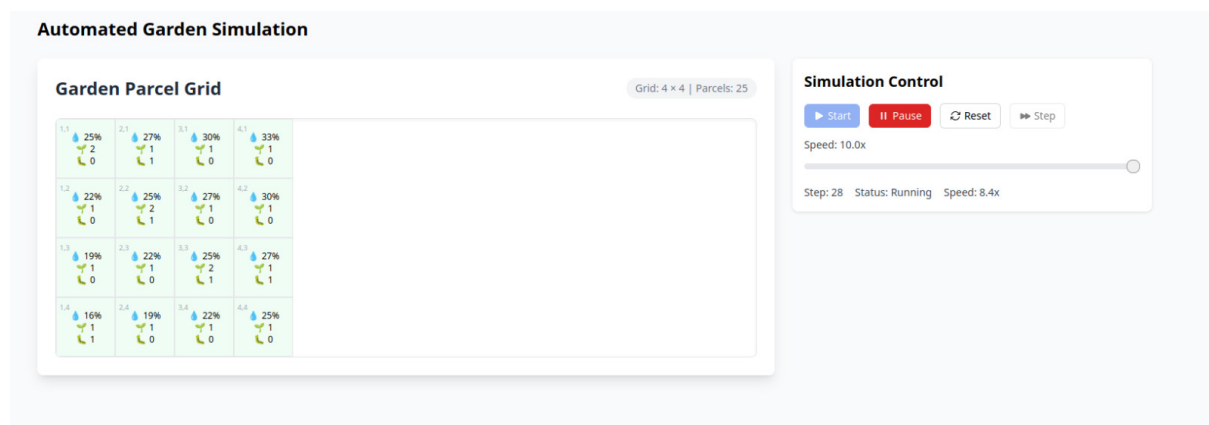 Automated Garden Simulation
Garden Parcel Grid
Grid: 4 × 4 | Parcels: 25
1,1 💧 25%
🌱 2
🐛 0
2,1 💧 27%
🌱 1
🐛 1
3,1 💧 30%
🌱 1
🐛 0
4,1 💧 33%
🌱 1
🐛 0
1,2 💧 22%
🌱 1
🐛 0
2,2 💧 25%
🌱 2
🐛 1
3,2 💧 27%
🌱 1
🐛 0
4,2 💧 30%
🌱 1
🐛 0
1,3 💧 19%
🌱 1
🐛 0
2,3 💧 22%
🌱 1
🐛 0
3,3 💧 25%
🌱 2
🐛 1
4,3 💧 27%
🌱 1
🐛 1
1,4 💧 16%
🌱 1
🐛 1
2,4 💧 19%
🌱 1
🐛 0
3,4 💧 22%
🌱 1
🐛 0
4,4 💧 25%
🌱 1
🐛 0
Simulation Control
Start Pause Reset Step
Speed: 10.0x
Step: 28 Status: Running Speed: 8.4x